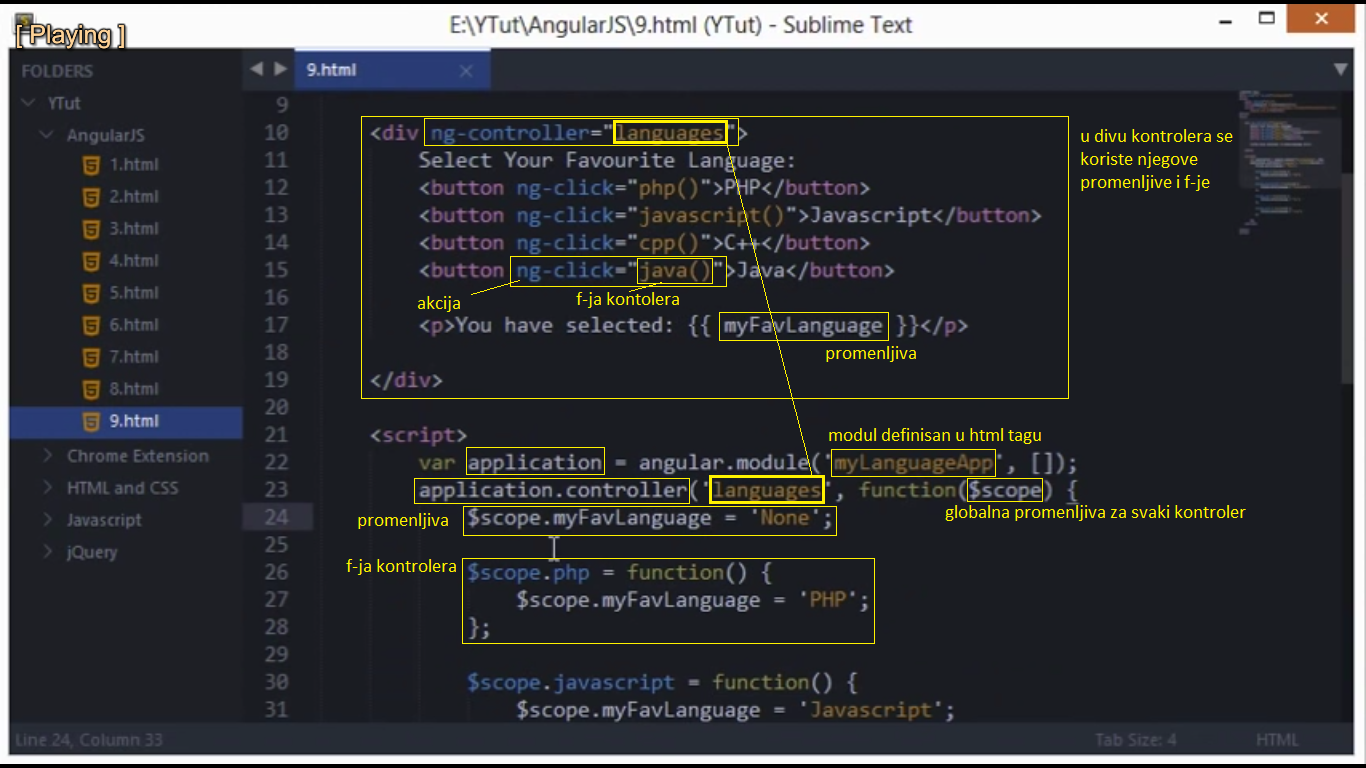 [ Playing ]
E:\YTut\AngularJS\9.html (YTut) - Sublime Text
FOLDERS
YTut
AngularJS
1.html
2.html
3.html
4.html
5.html
6.html
7.html
8.html
9.html
Chrome Extension
HTML and CSS
Javascript
jQuery
9.html
9
10 <div ng-controller="languages">
11 Select Your Favourite Language:
12 <button ng-click="php()">PHP</button>
13 <button ng-click="javascript()">Javascript</button>
14 <button ng-click="cpp()">C++</button>
15 <button ng-click="java()">Java</button>
akcija
f-ja kontolera
16
17 <p>You have selected: {{ myFavLanguage }}</p>
promenljiva
18
19 </div>
u divu kontrolera se
koriste njegove
promenljive i f-je
20
21 <script>
modul definisan u html tagu
22 var application = angular.module('myLanguageApp', []);
23 application.controller('languages', function($scope) {
globalna promenljiva za svaki kontroler
promenljiva
24 $scope.myFavLanguage = 'None';
25
f-ja kontrolera
26 $scope.php = function() {
27 $scope.myFavLanguage = 'PHP';
28 };
29
30 $scope.javascript = function() {
31 $scope.myFavLanguage = 'Javascript';
Line 24, Column 33
Tab Size: 4
HTML